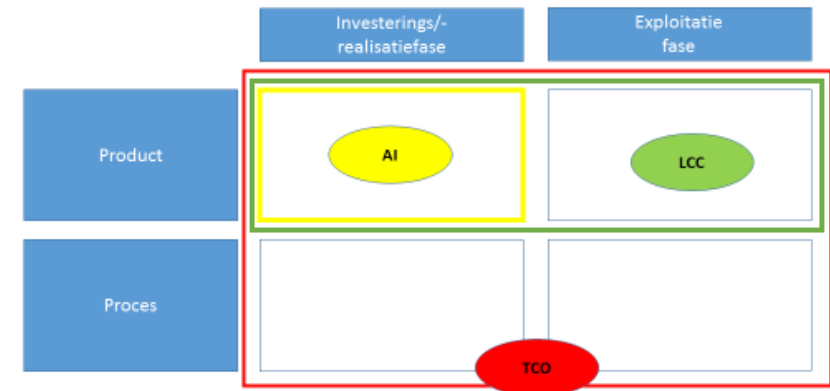 Investerings/-
realisatiefase
Exploitatie
fase
Product
AI
LCC
Proces
TCO